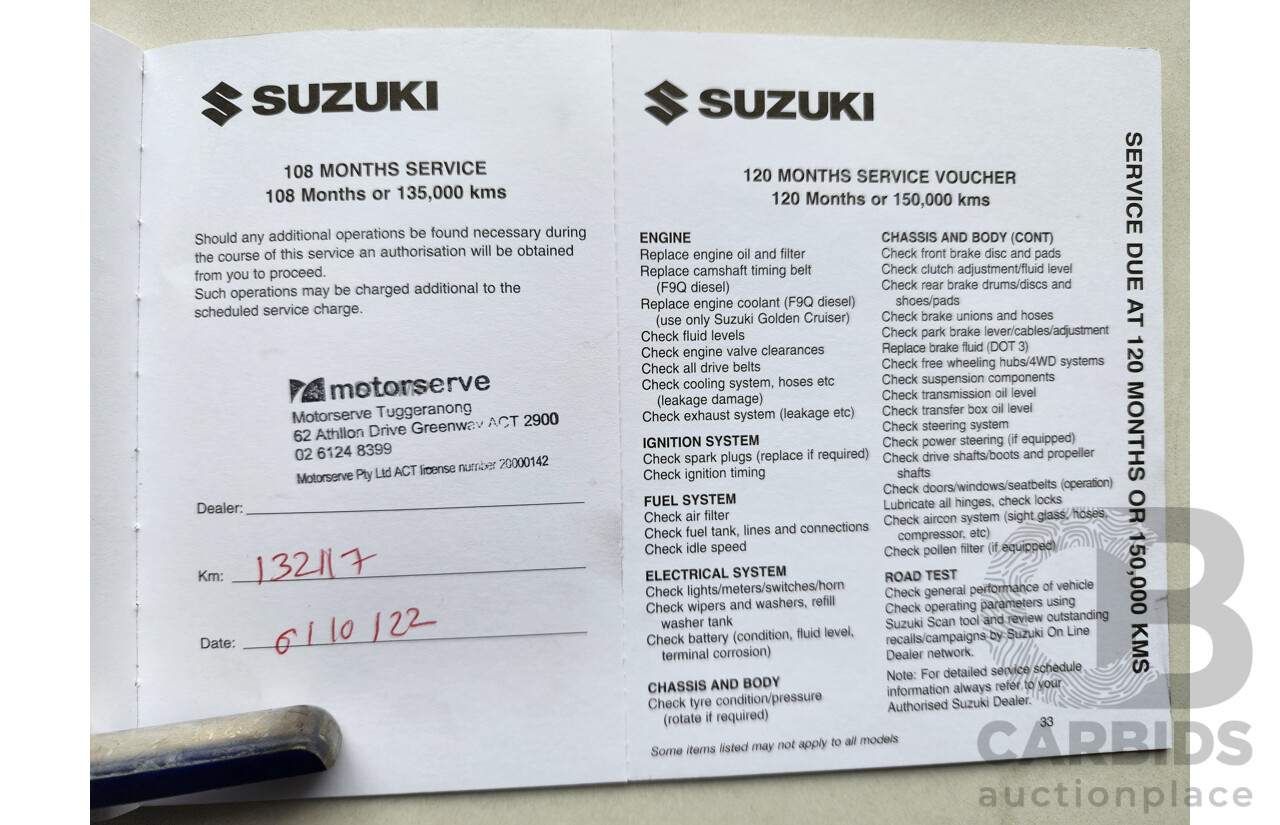 SUZUKI
108 MONTHS SERVICE
108 Months or 135,000 kms
Should any additional operations be found necessary during
the course of this service an authorisation will be obtained
from you to proceed.
Such operations may be charged additional to the
scheduled service charge.
motorserve
Motorserve Tuggeranong
62 Athllon Drive Greenway ACT 2900
02 6124 8399
Motorserve Pty Ltd ACT license number 20000142
Dealer:
Km: 132117
Date: 6/10/22
SUZUKI
120 MONTHS SERVICE VOUCHER
120 Months or 150,000 kms
ENGINE
Replace engine oil and filter
Replace camshaft timing belt
(F9Q diesel)
Replace engine coolant (F9Q diesel)
(use only Suzuki Golden Cruiser)
Check fluid levels
Check engine valve clearances
Check all drive belts
Check cooling system, hoses etc
(leakage damage)
Check exhaust system (leakage etc)
IGNITION SYSTEM
Check spark plugs (replace if required)
Check ignition timing
FUEL SYSTEM
Check air filter
Check fuel tank, lines and connections
Check idle speed
ELECTRICAL SYSTEM
Check lights/meters/switches/horn
Check wipers and washers, refill
washer tank
Check battery (condition, fluid level,
terminal corrosion)
CHASSIS AND BODY
Check tyre condition/pressure
(rotate if required)
Some items listed may not apply to all models
CHASSIS AND BODY (CONT)
Check front brake disc and pads
Check clutch adjustment/fluid level
Check rear brake drums/discs and
shoes/pads
Check brake unions and hoses
Check park brake lever/cables/adjustment
Replace brake fluid (DOT 3)
Check free wheeling hubs/4WD systems
Check suspension components
Check transmission oil level
Check transfer box oil level
Check steering system
Check power steering (if equipped)
Check drive shafts/boots and propeller
shafts
Check doors/windows/seatbelts (operation)
Lubricate all hinges, check locks
Check aircon system (sight glass, hoses,
compressor, etc)
Check pollen filter (if equipped)
ROAD TEST
Check general performance of vehicle
Check operating parameters using
Suzuki Scan tool and review outstanding
recalls/campaigns by Suzuki On Line
Dealer network.
Note: For detailed service schedule
information always refer to your
Authorised Suzuki Dealer.
33
SERVICE DUE AT 120 MONTHS OR 150,000 KMS
CARBIDS
auctionplace